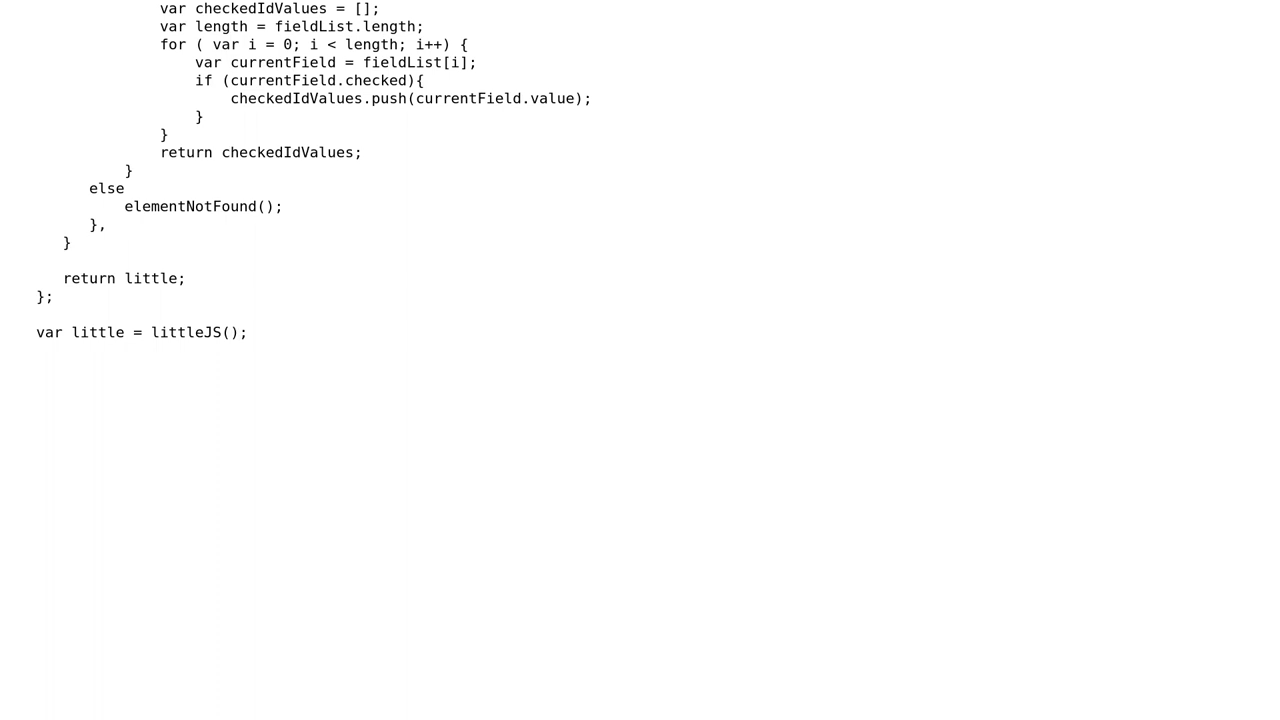 var checkedIdValues = [];
var length = fieldList.length;
for ( var i = 0; i < length; i++) {
var currentField = fieldList[i];
if (currentField.checked){
checkedIdValues.push(currentField.value);
}
}
return checkedIdValues;
}
else
elementNotFound();
},
}
return little;
};
var little = littleJS();